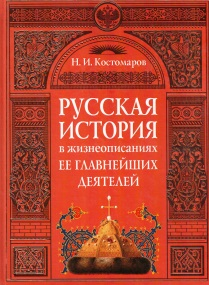 Н. И. Костомаров
РУССКАЯ
ИСТОРИЯ
в жизнеописаниях
ЕЕ ГЛАВНЕЙШИХ
ДЕЯТЕЛЕЙ